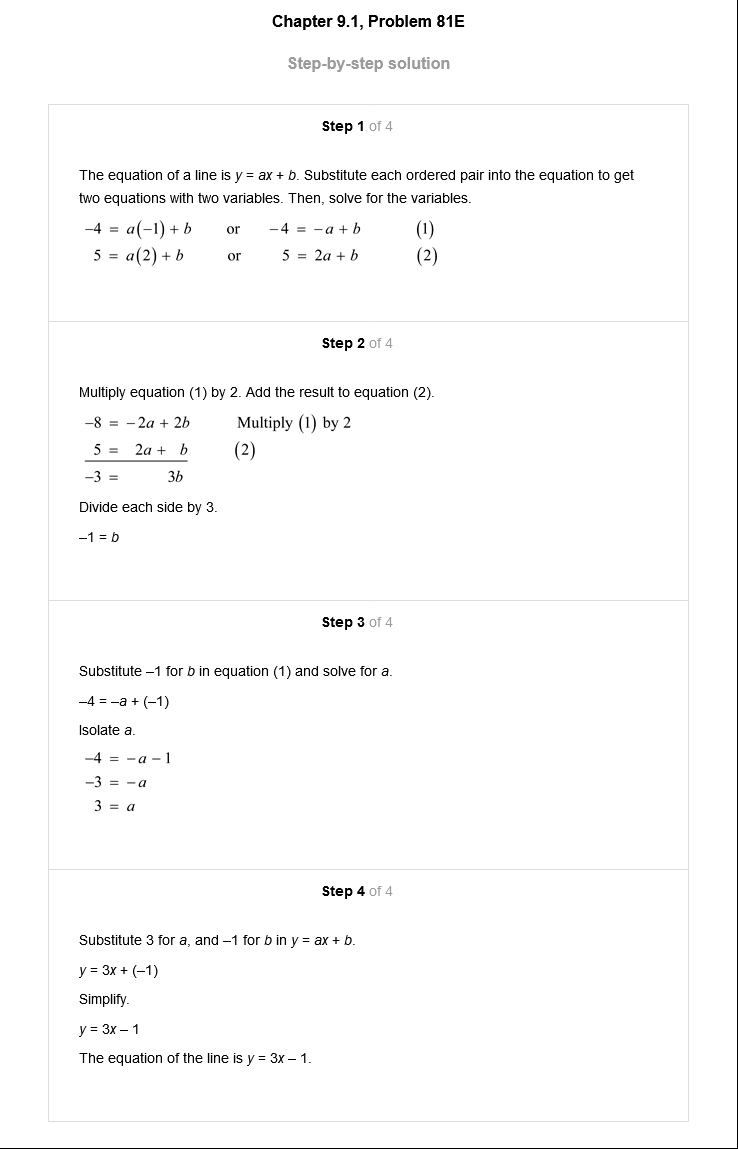 Chapter 9.1, Problem 81E
Step-by-step solution
Step 1 of 4
The equation of a line is y = ax + b. Substitute each ordered pair into the equation to get
two equations with two variables. Then, solve for the variables.
−4 = a(−1) + b or −4 = −a + b (1)
5 = a(2) + b or 5 = 2a + b (2)
Step 2 of 4
Multiply equation (1) by 2. Add the result to equation (2).
−8 = −2a + 2b Multiply (1) by 2
5 = 2a + b (2)
−3 = 3b
Divide each side by 3.
–1 = b
Step 3 of 4
Substitute –1 for b in equation (1) and solve for a.
–4 = –a + (–1)
Isolate a.
−4 = −a − 1
−3 = −a
3 = a
Step 4 of 4
Substitute 3 for a, and –1 for b in y = ax + b.
y = 3x + (–1)
Simplify.
y = 3x – 1
The equation of the line is y = 3x – 1.